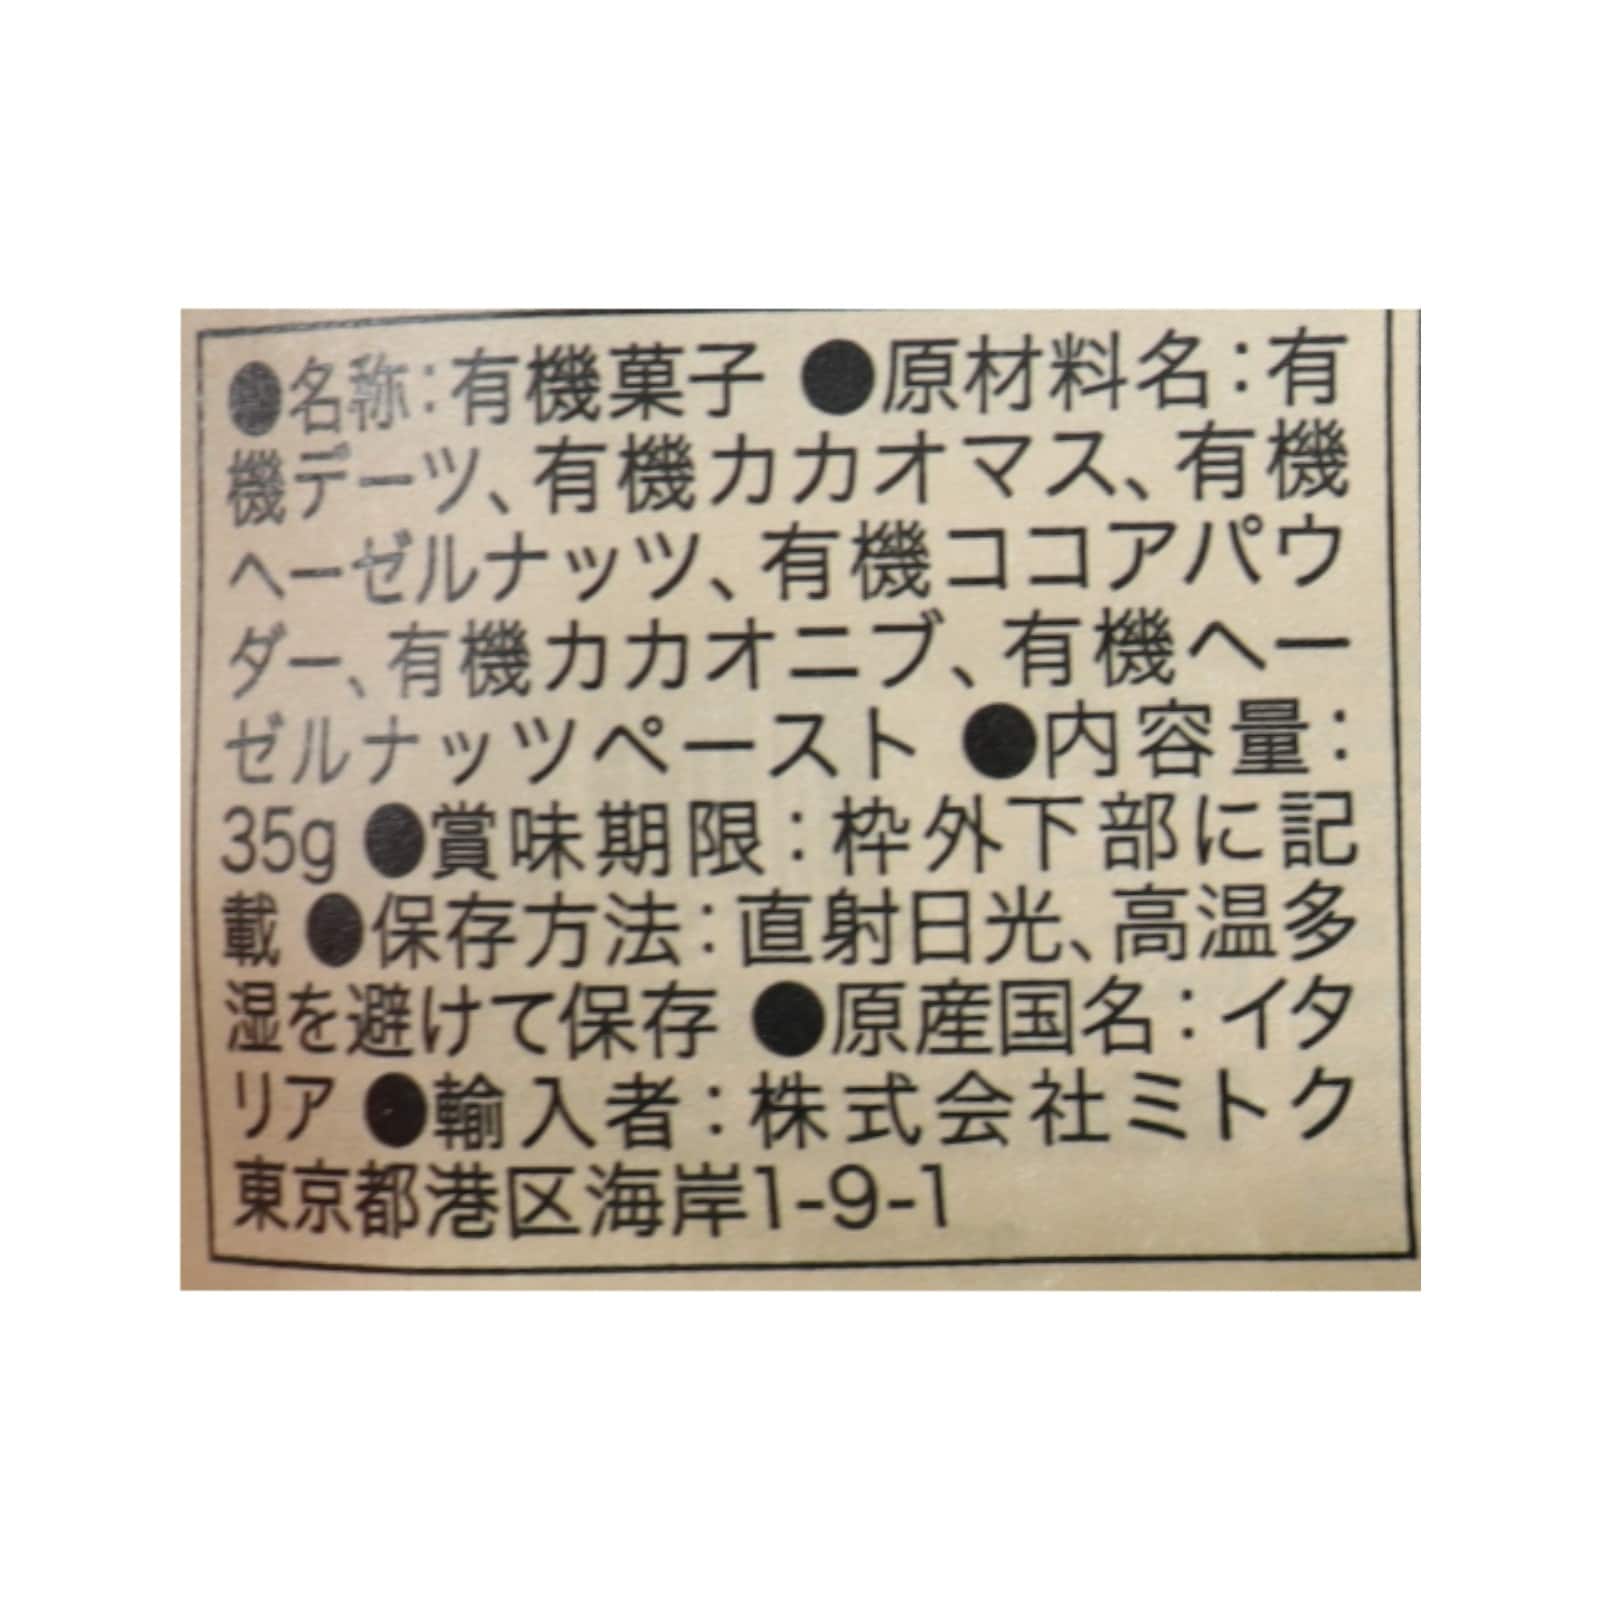 ●名称:有機菓子 ●原材料名:有
機デーツ、有機カカオマス、有機
ヘーゼルナッツ、有機ココアパウ
ダー、有機カカオニブ、有機ヘー
ゼルナッツペースト ●内容量:
35g ●賞味期限:枠外下部に記
載 ●保存方法:直射日光、高温多
湿を避けて保存 ●原産国名:イタ
リア ●輸入者:株式会社ミトク
東京都港区海岸1-9-1